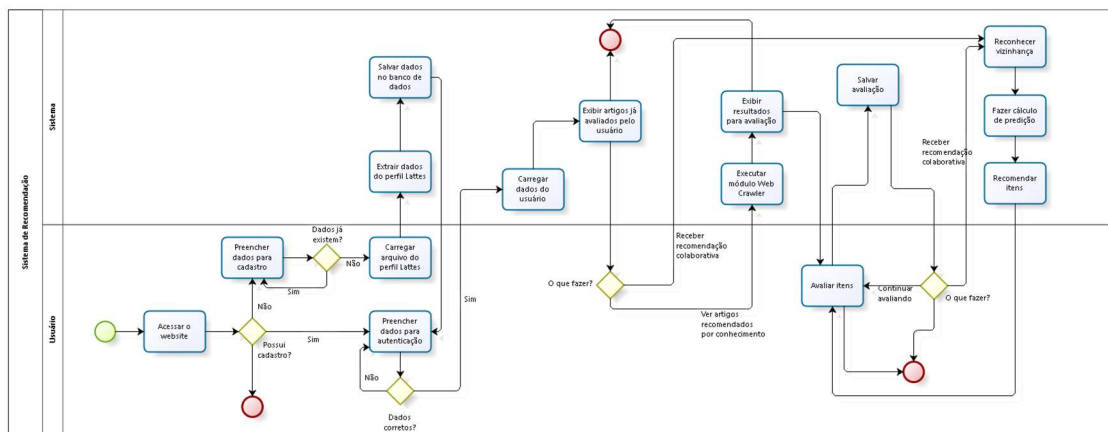 Sistema de Recomendação
Sistema
Usuário
Salvar dados
no banco de
dados
Extrair dados
do perfil Lattes
Carregar
dados do
usuário
Exibir artigos já
avaliados pelo
usuário
Exibir
resultados
para avaliação
Executar
módulo Web
Crawler
Salvar
avaliação
Receber
recomendação
colaborativa
Reconhecer
vizinhança
Fazer cálculo
de predição
Recomendar
itens
Acessar o
website
Possui
cadastro?
Não
Sim
Preencher
dados para
cadastro
Dados já
existem?
Sim
Não
Carregar
arquivo do
perfil Lattes
Preencher
dados para
autenticação
Não
Dados
corretos?
Sim
O que fazer?
Receber
recomendação
colaborativa
Ver artigos
recomendados
por conhecimento
Avaliar itens
Continuar
avaliando
O que fazer?